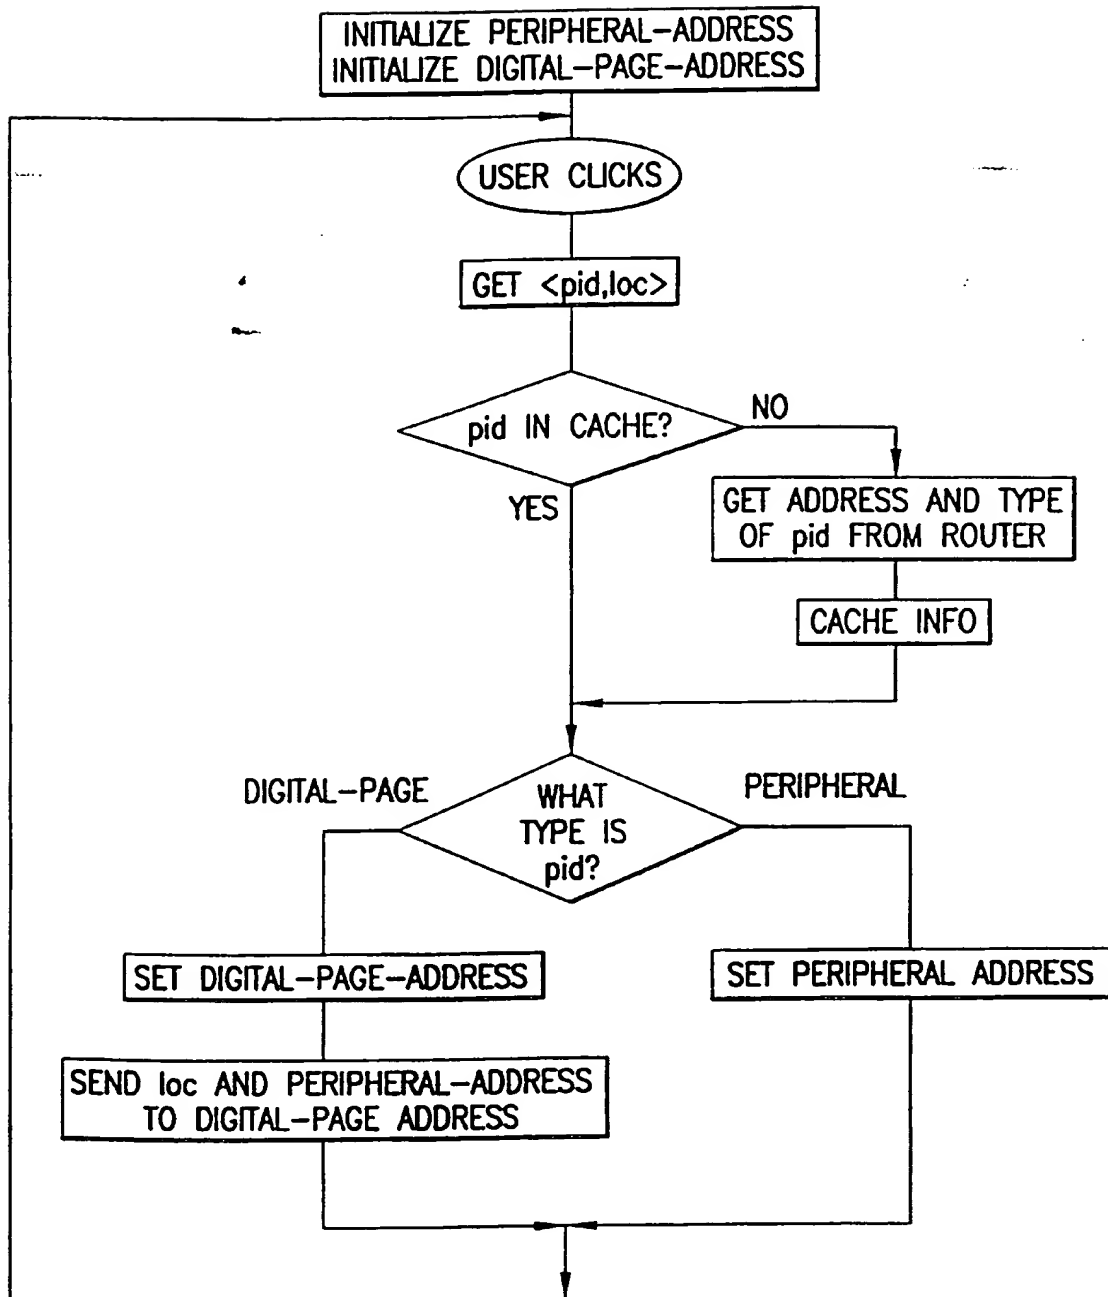 INITIALIZE PERIPHERAL-ADDRESS
INITIALIZE DIGITAL-PAGE-ADDRESS
USER CLICKS
GET <pid,loc>
pid IN CACHE?
NO
YES
GET ADDRESS AND TYPE
OF pid FROM ROUTER
CACHE INFO
DIGITAL-PAGE
WHAT
TYPE IS
pid?
PERIPHERAL
SET DIGITAL-PAGE-ADDRESS
SET PERIPHERAL ADDRESS
SEND loc AND PERIPHERAL-ADDRESS
TO DIGITAL-PAGE ADDRESS